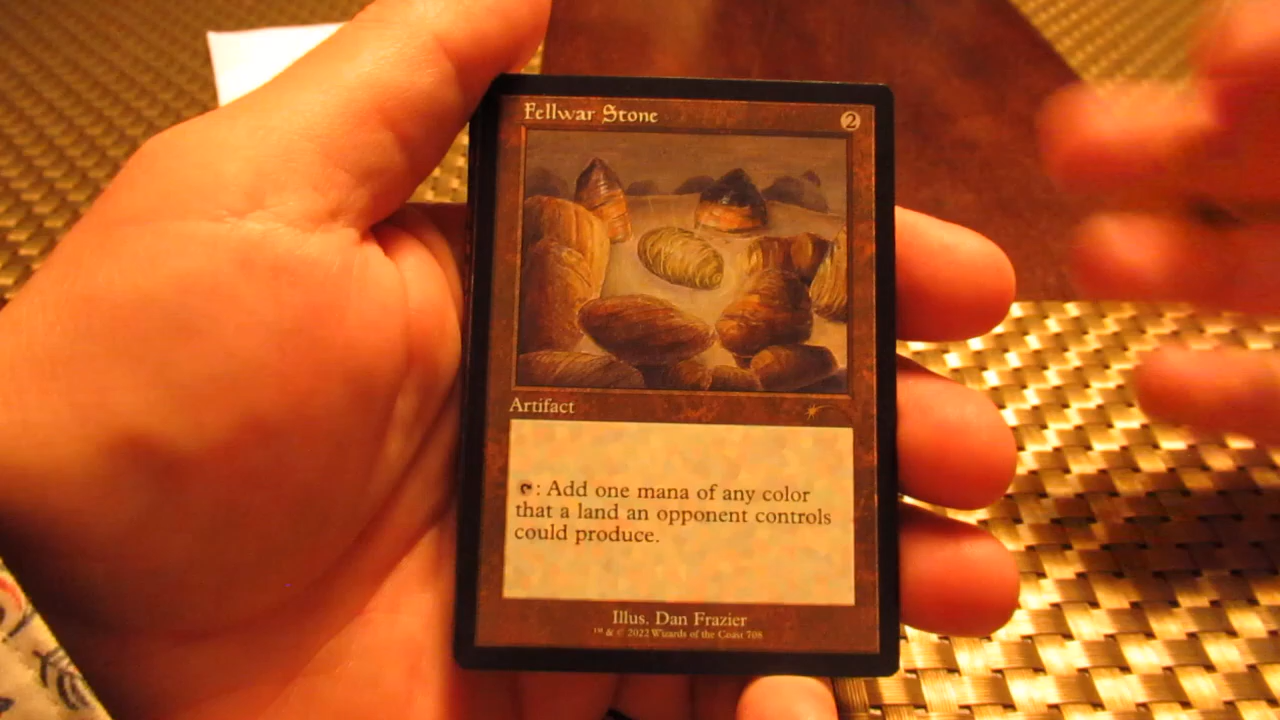 Fellwar Stone 2
Artifact
: Add one mana of any color
that a land an opponent controls
could produce.
Illus. Dan Frazier
™ & © 2022 Wizards of the Coast 708